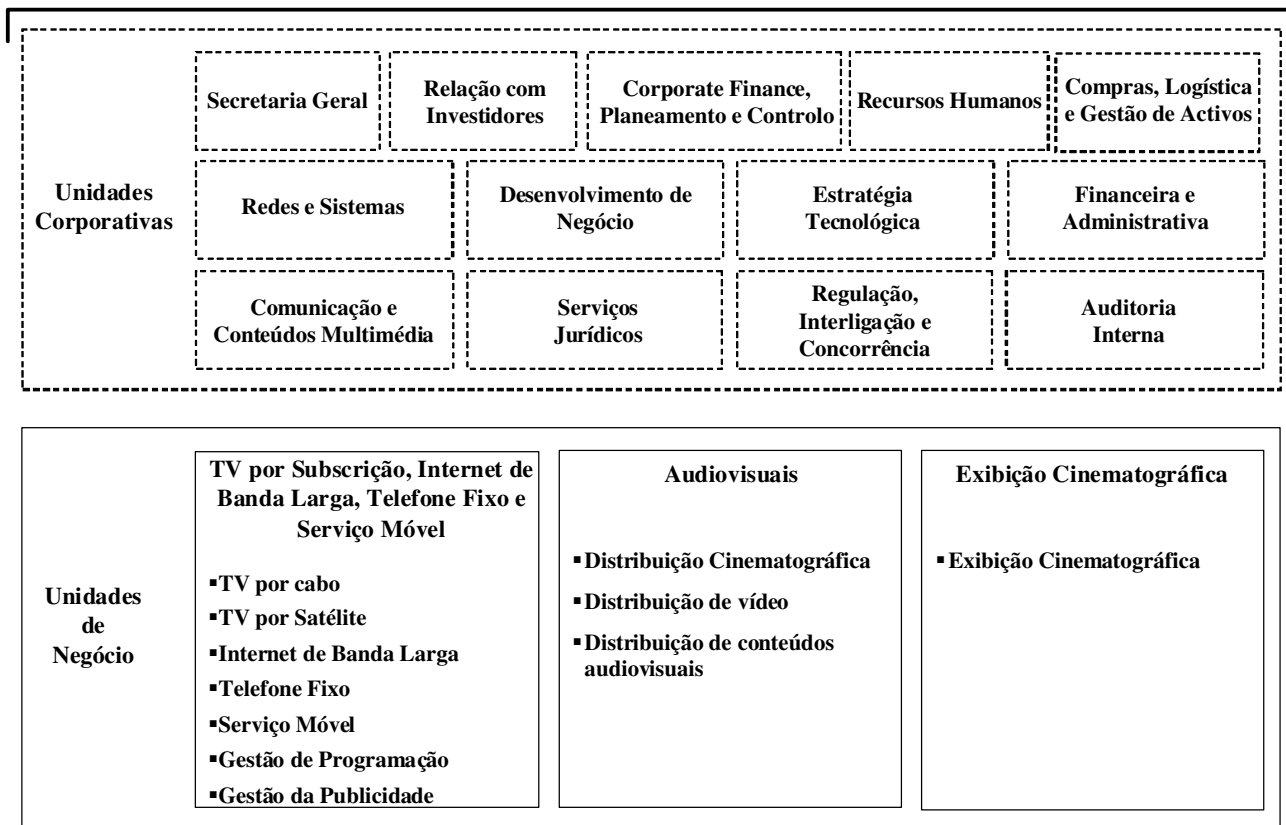 Secretaria Geral
Relação com
Investidores
Corporate Finance,
Planeamento e Controlo
Recursos Humanos
Compras, Logística
e Gestão de Activos
Unidades
Corporativas
Redes e Sistemas
Desenvolvimento de
Negócio
Estratégia
Tecnológica
Financeira e
Administrativa
Comunicação e
Conteúdos Multimédia
Serviços
Jurídicos
Regulação,
Interligação e
Concorrência
Auditoria
Interna
Unidades
de
Negócio
TV por Subscrição, Internet de
Banda Larga, Telefone Fixo e
Serviço Móvel
▪TV por cabo
▪TV por Satélite
▪Internet de Banda Larga
▪Telefone Fixo
▪Serviço Móvel
▪Gestão de Programação
▪Gestão da Publicidade
Audiovisuais
▪Distribuição Cinematográfica
▪Distribuição de vídeo
▪Distribuição de conteúdos
audiovisuais
Exibição Cinematográfica
▪Exibição Cinematográfica